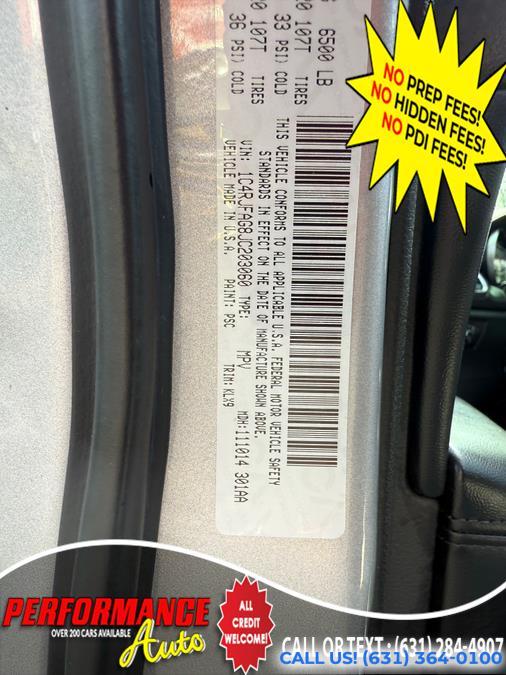 6500 LB
107T TIRES 33 PSI) COLD
107T TIRES 36 PSI) COLD
THIS VEHICLE CONFORMS TO ALL APPLICABLE U.S.A. FEDERAL MOTOR VEHICLE SAFETY
STANDARDS IN EFFECT ON THE DATE OF MANUFACTURE SHOWN ABOVE.
VIN: 1C4RJFAG8JC203060 TYPE: MPV MDH:111014 301AA
VEHICLE MADE IN U.S.A. PAINT: PSC TRIM:KLX9
NO PREP FEES!
NO HIDDEN FEES!
NO PDI FEES!
PERFORMANCE
OVER 200 CARS AVAILABLE
Auto
ALL
CREDIT
WELCOME!
CALL OR TEXT : (631) 284-4907
CALL US! (631) 364-0100